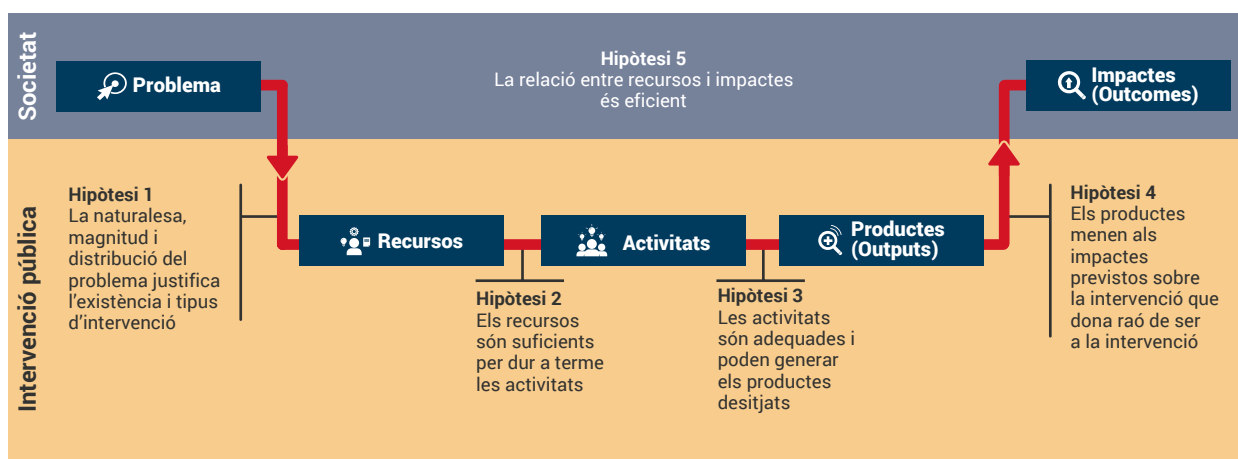 Societat
Problema
Hipòtesi 5
La relació entre recursos i impactes
és eficient
Impactes
(Outcomes)
Intervenció pública
Hipòtesi 1
La naturalesa,
magnitud i
distribució del
problema justifica
l'existència i tipus
d'intervenció
Recursos
Hipòtesi 2
Els recursos
són suficients
per dur a terme
les activitats
Activitats
Hipòtesi 3
Les activitats
són adequades i
poden generar
els productes
desitjats
Productes
(Outputs)
Hipòtesi 4
Els productes
menen als
impactes
previstos sobre
la intervenció que
dona raó de ser
a la intervenció